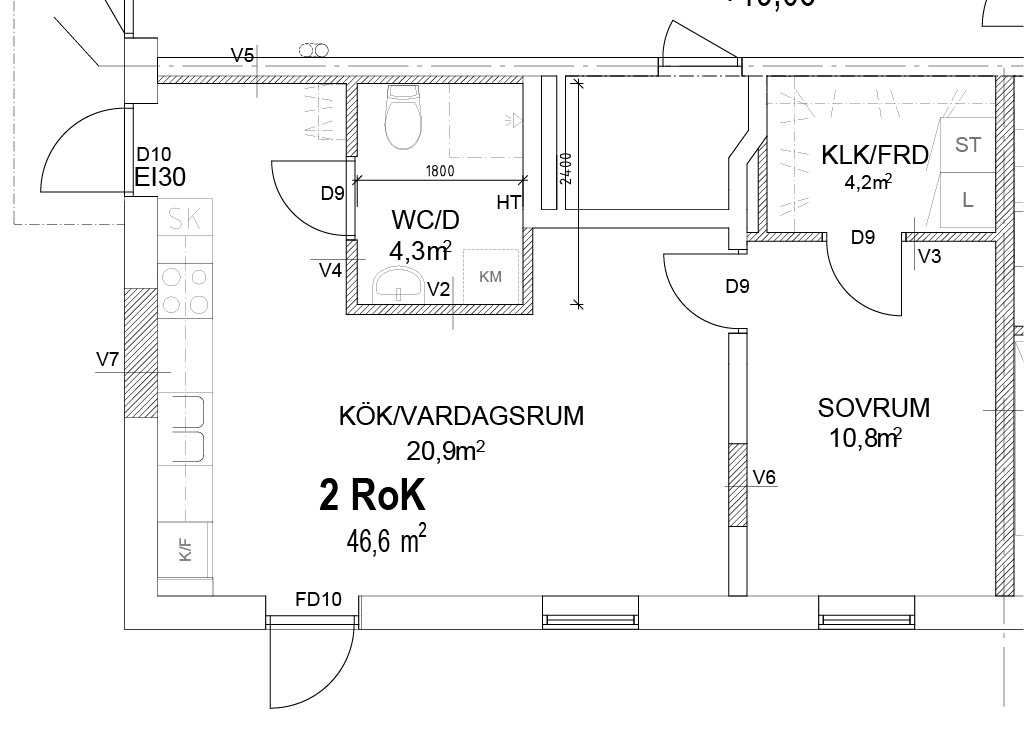 V5
D10
EI30
SK
D9
1800
HT
2400
WC/D
4,3m²
V4
V2
KM
KLK/FRD
4,2m²
ST
L
D9
V3
D9
V7
KÖK/VARDAGSRUM
20,9m²
2 RoK
46,6 m²
SOVRUM
10,8m²
V6
K/F
FD10